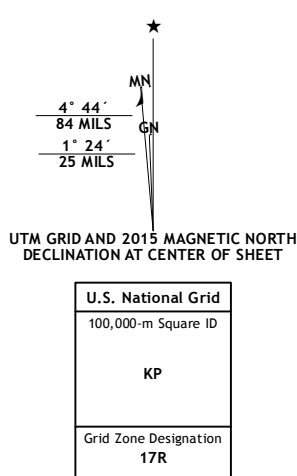 MN
4° 44´
84 MILS
GN
1° 24´
25 MILS
UTM GRID AND 2015 MAGNETIC NORTH
DECLINATION AT CENTER OF SHEET
U.S. National Grid
100,000-m Square ID
KP
Grid Zone Designation
17R